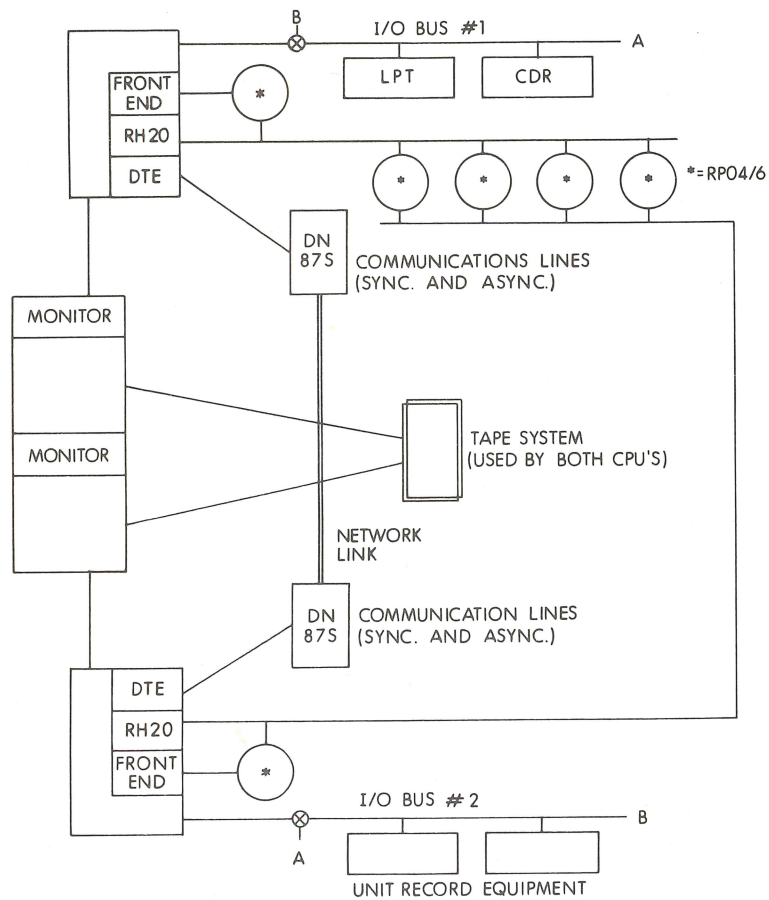 B
I/O BUS #1
A
LPT
CDR
FRONT
END
*
RH20
DTE
*
*
*
*
*=RP04/6
DN
87S
COMMUNICATIONS LINES
(SYNC. AND ASYNC.)
MONITOR
MONITOR
TAPE SYSTEM
(USED BY BOTH CPU'S)
NETWORK
LINK
DN
87S
COMMUNICATION LINES
(SYNC. AND ASYNC.)
DTE
RH20
FRONT
END
*
I/O BUS #2
B
A
UNIT RECORD EQUIPMENT